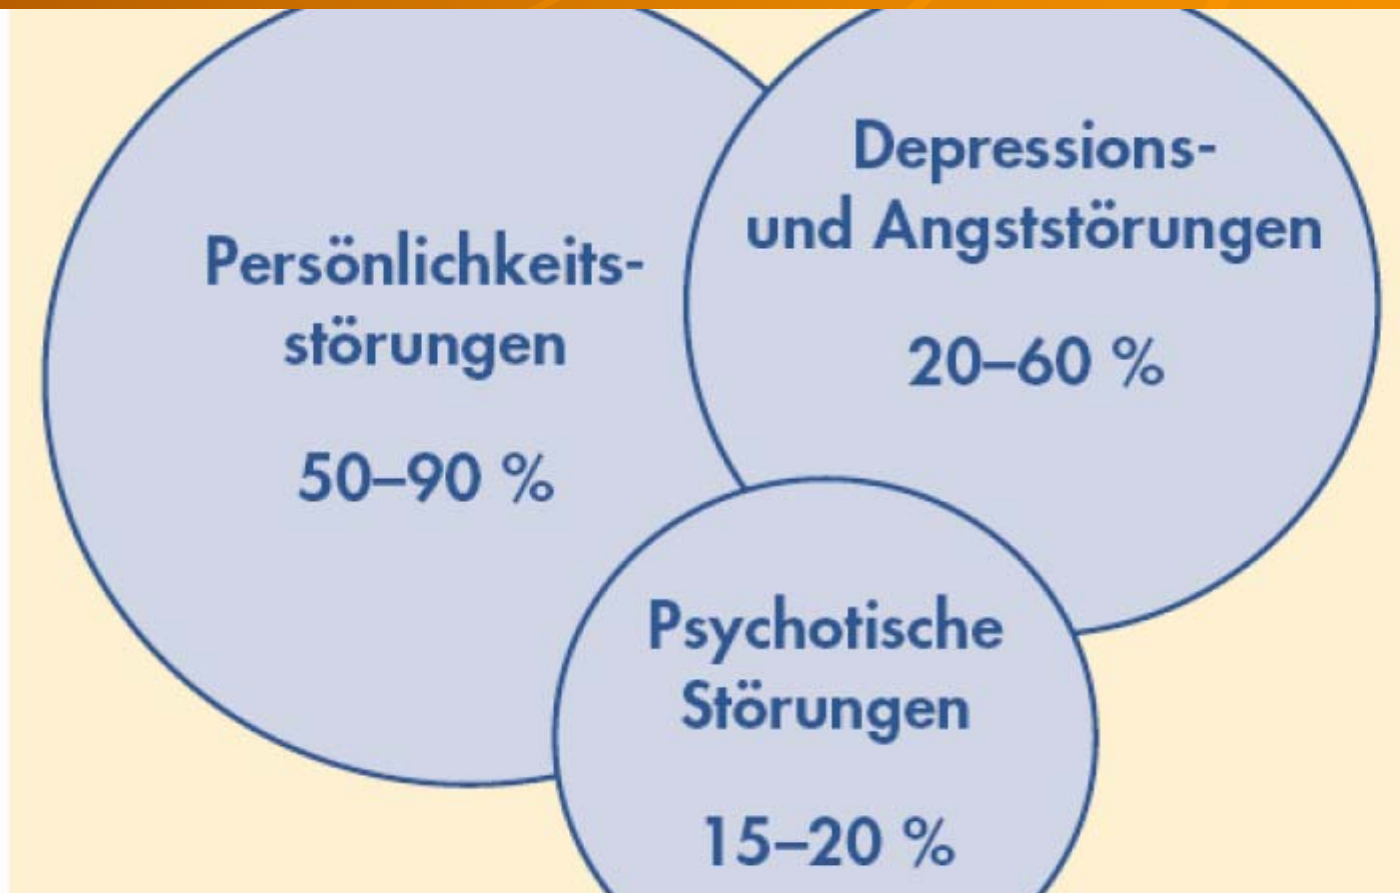 Persönlichkeits-
störungen
50–90 %
Depressions-
und Angststörungen
20–60 %
Psychotische
Störungen
15–20 %